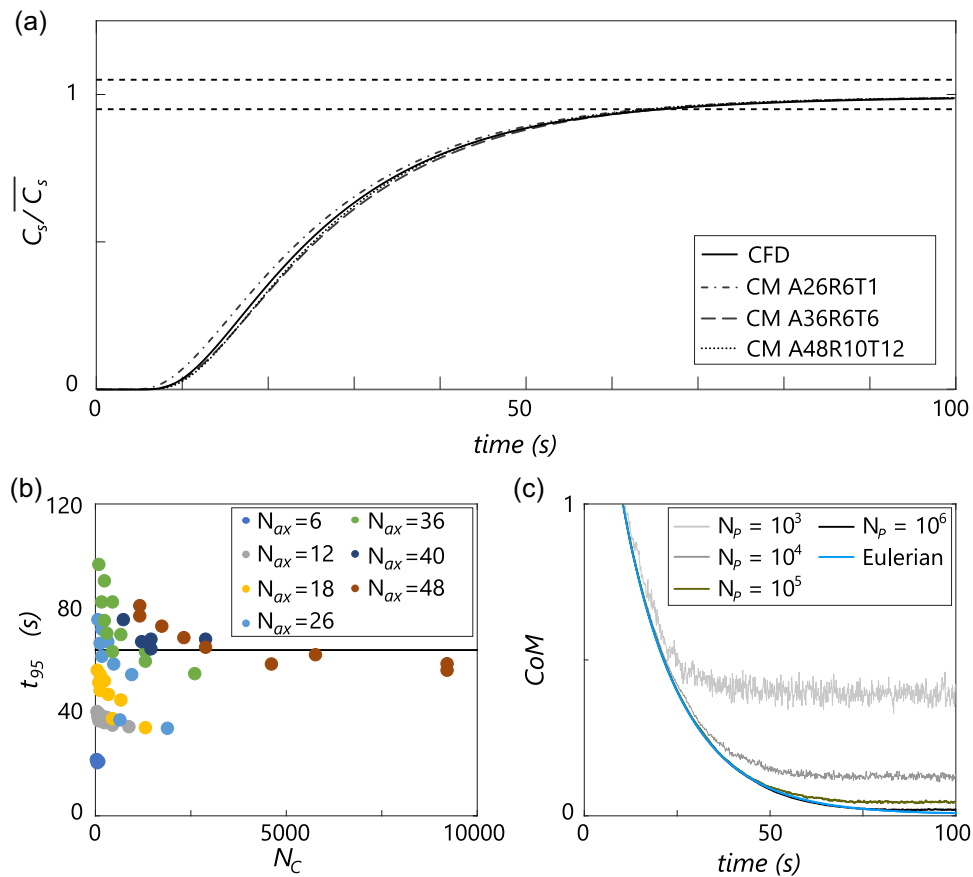 (a)
1
0
C_s / C̅_s
CFD
CM A26R6T1
CM A36R6T6
CM A48R10T12
0 50 100
time (s)
(b)
120
80
40
0
t_95 (s)
N_ax=6
N_ax=12
N_ax=18
N_ax=26
N_ax=36
N_ax=40
N_ax=48
0 5000 10000
N_C
(c)
1
0
CoM
N_P = 10^3
N_P = 10^4
N_P = 10^5
N_P = 10^6
Eulerian
0 50 100
time (s)